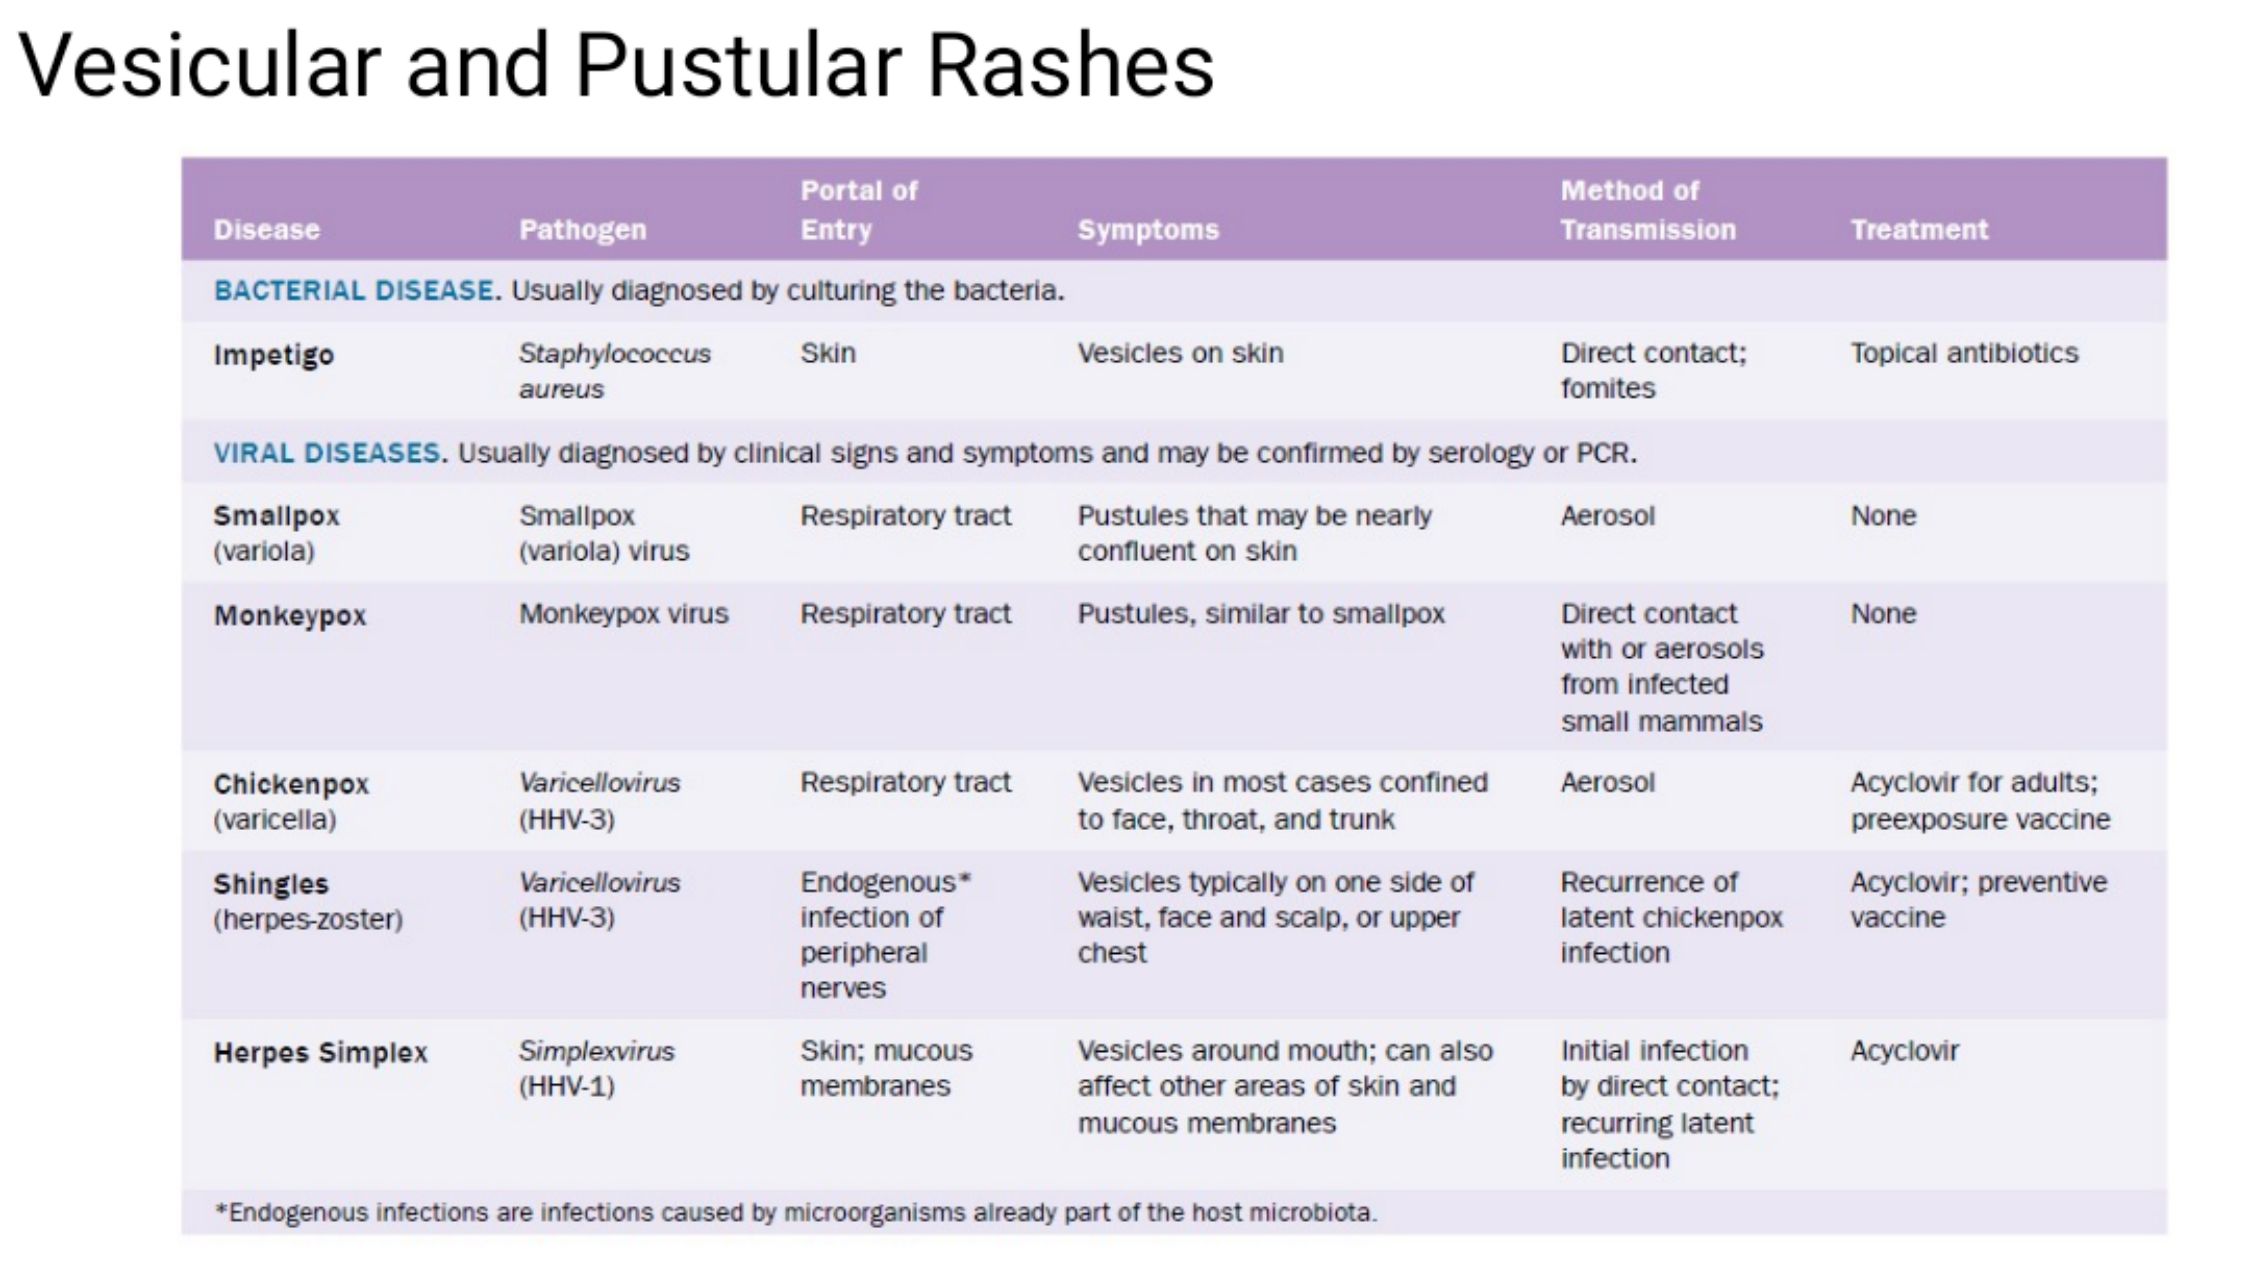 Vesicular and Pustular Rashes
Disease Pathogen Portal of Entry Symptoms Method of Transmission Treatment
BACTERIAL DISEASE. Usually diagnosed by culturing the bacteria.
Impetigo Staphylococcus aureus Skin Vesicles on skin Direct contact; fomites Topical antibiotics
VIRAL DISEASES. Usually diagnosed by clinical signs and symptoms and may be confirmed by serology or PCR.
Smallpox (variola) Smallpox (variola) virus Respiratory tract Pustules that may be nearly confluent on skin Aerosol None
Monkeypox Monkeypox virus Respiratory tract Pustules, similar to smallpox Direct contact with or aerosols from infected small mammals None
Chickenpox (varicella) Varicellovirus (HHV-3) Respiratory tract Vesicles in most cases confined to face, throat, and trunk Aerosol Acyclovir for adults; preexposure vaccine
Shingles (herpes-zoster) Varicellovirus (HHV-3) Endogenous* infection of peripheral nerves Vesicles typically on one side of waist, face and scalp, or upper chest Recurrence of latent chickenpox infection Acyclovir; preventive vaccine
Herpes Simplex Simplexvirus (HHV-1) Skin; mucous membranes Vesicles around mouth; can also affect other areas of skin and mucous membranes Initial infection by direct contact; recurring latent infection Acyclovir
*Endogenous infections are infections caused by microorganisms already part of the host microbiota.